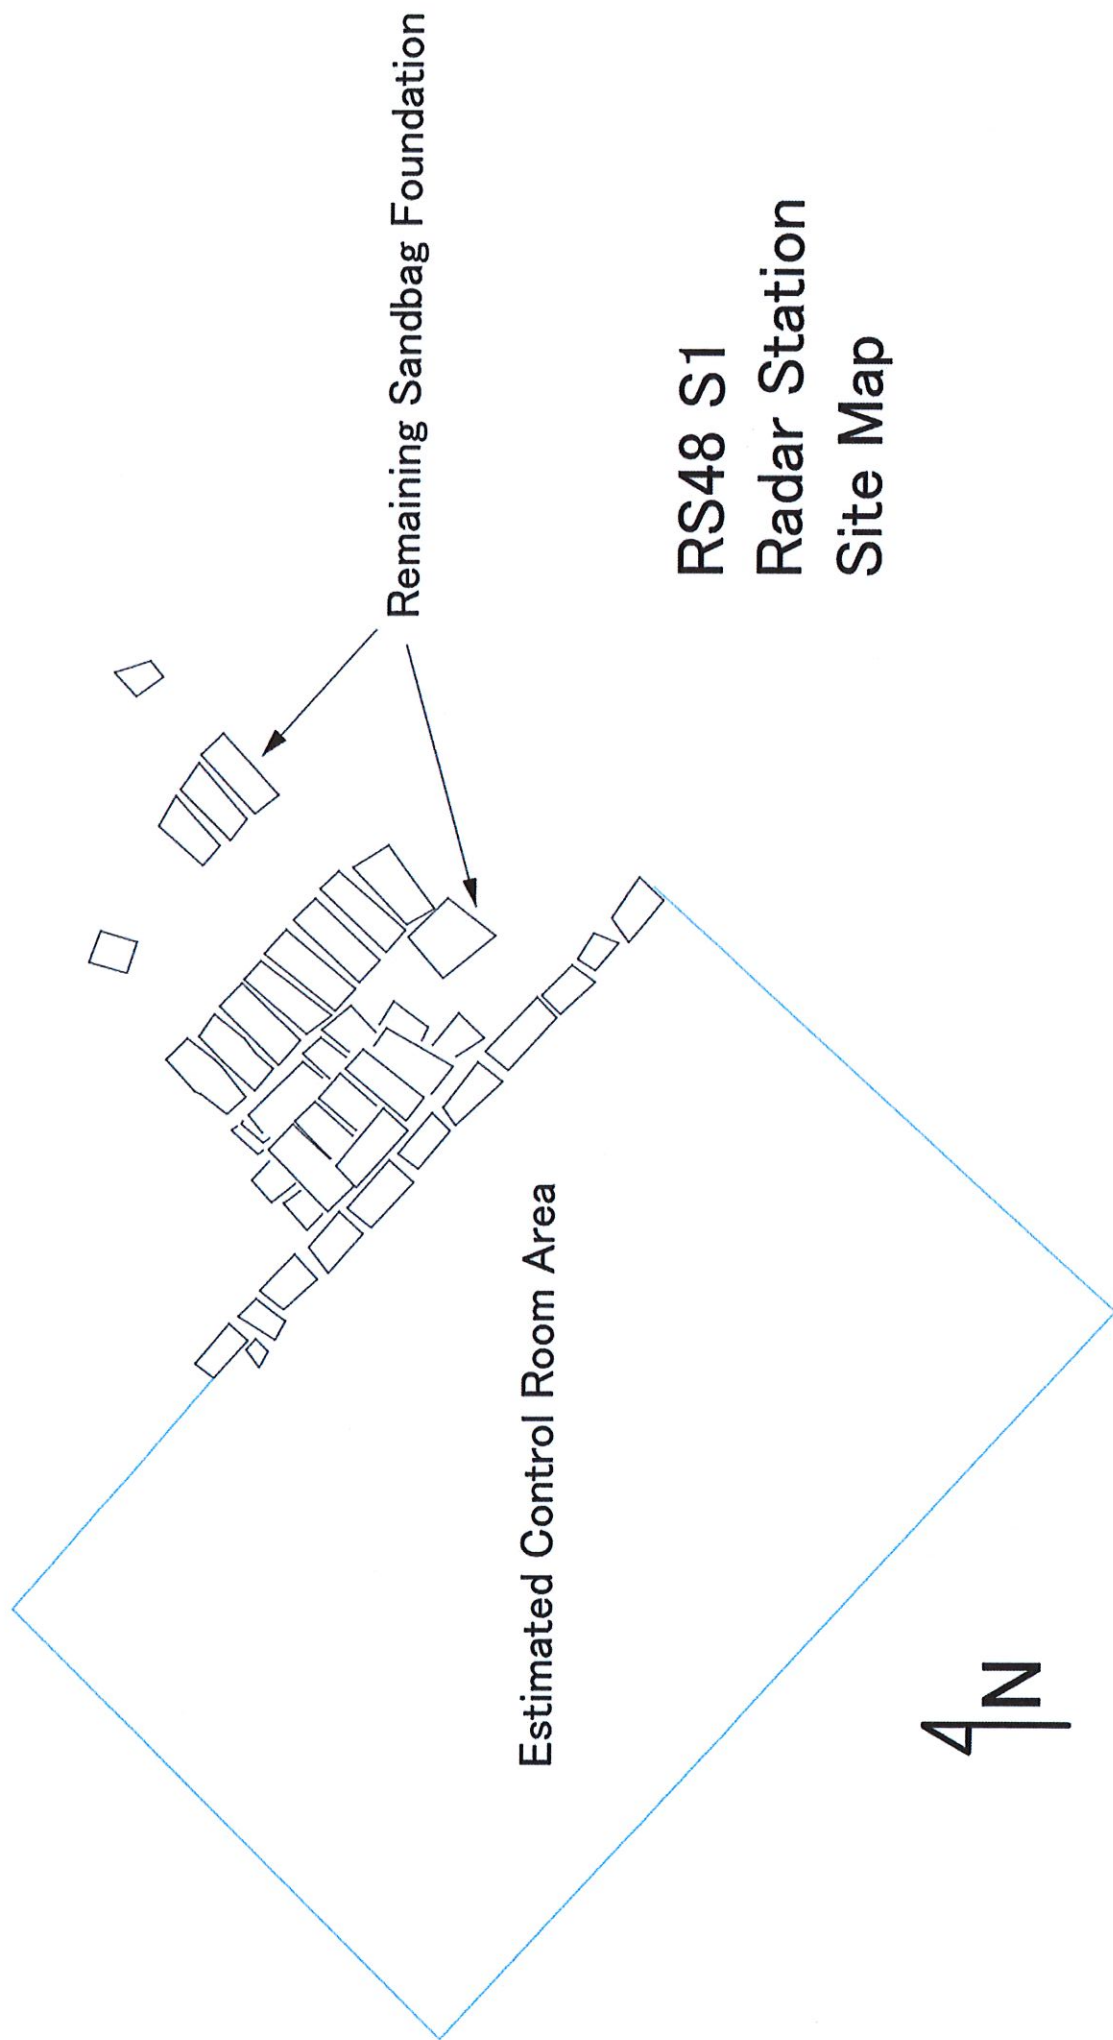 Remaining Sandbag Foundation
Estimated Control Room Area
RS48 S1
Radar Station
Site Map
N